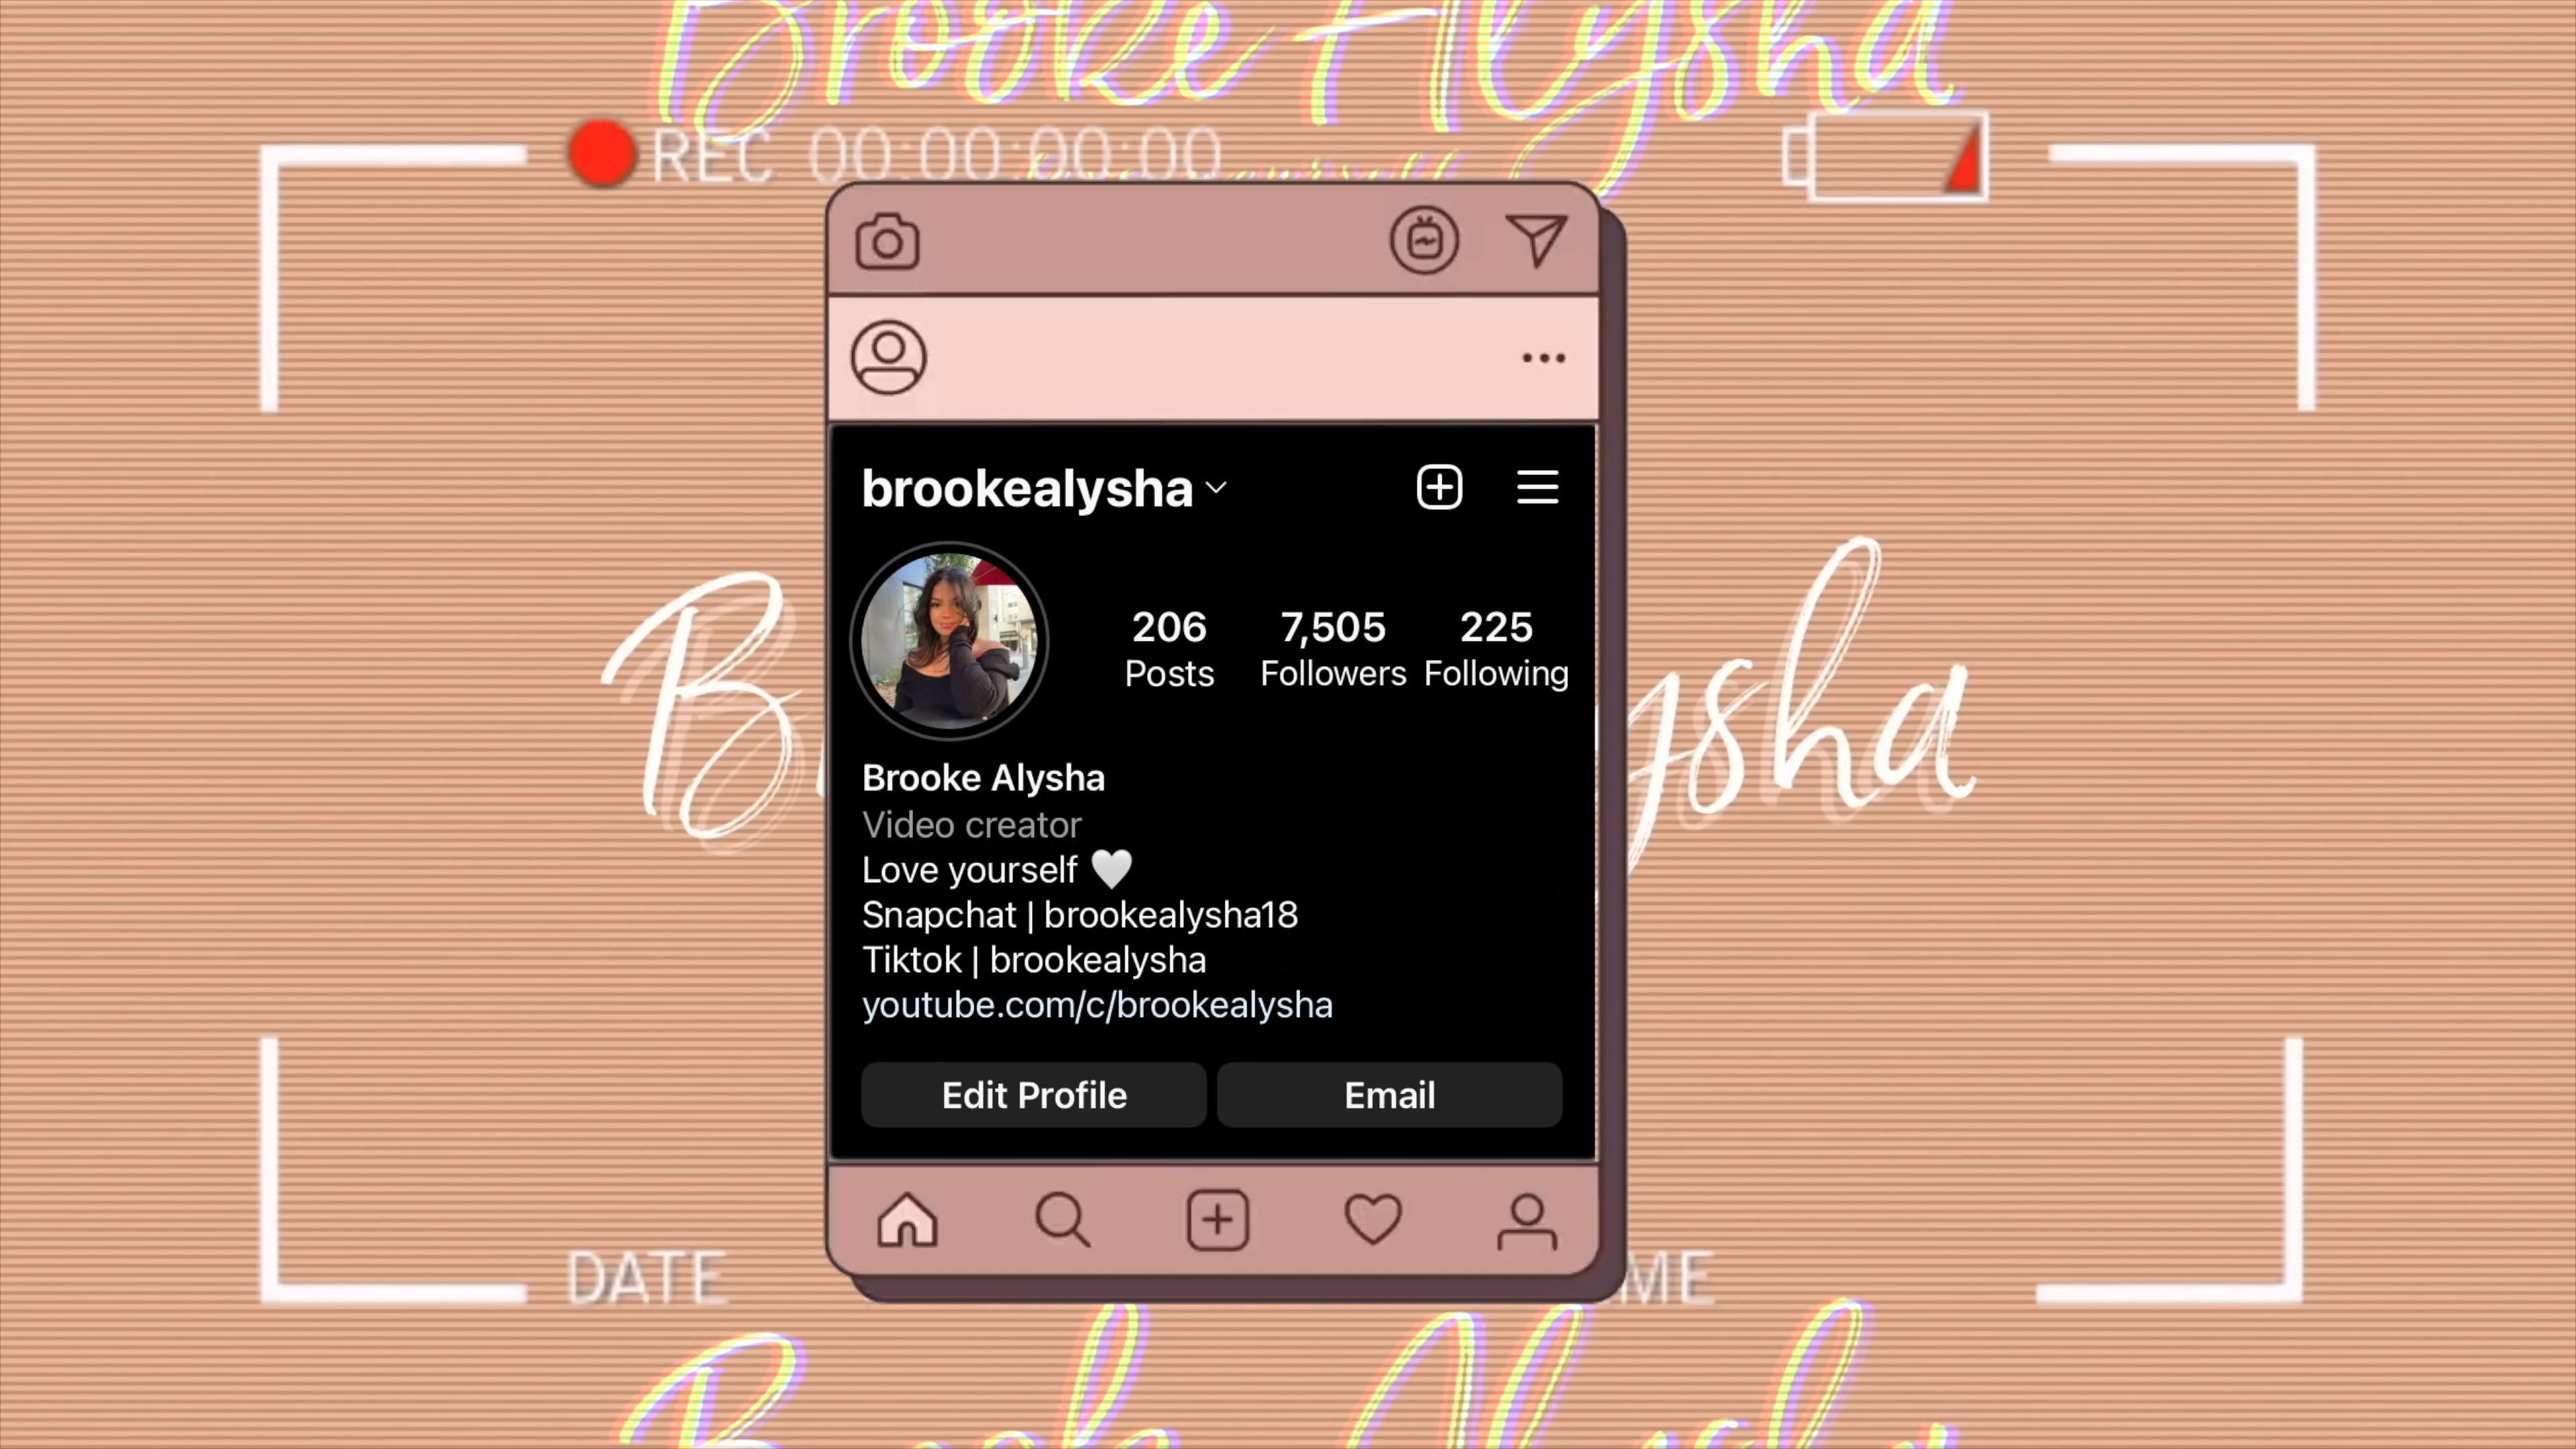 Brooke Alysha
REC 00:00:00:00
brookealysha
206 7,505 225
Posts Followers Following
Brooke Alysha
Video creator
Love yourself 🤍
Snapchat | brookealysha18
Tiktok | brookealysha
youtube.com/c/brookealysha
Edit Profile Email
DATE